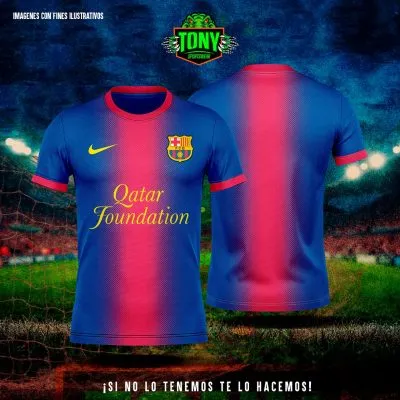 IMAGENES CON FINES ILUSTRATIVOS
TONY
Qatar
Foundation
¡SI NO LO TENEMOS TE LO HACEMOS!